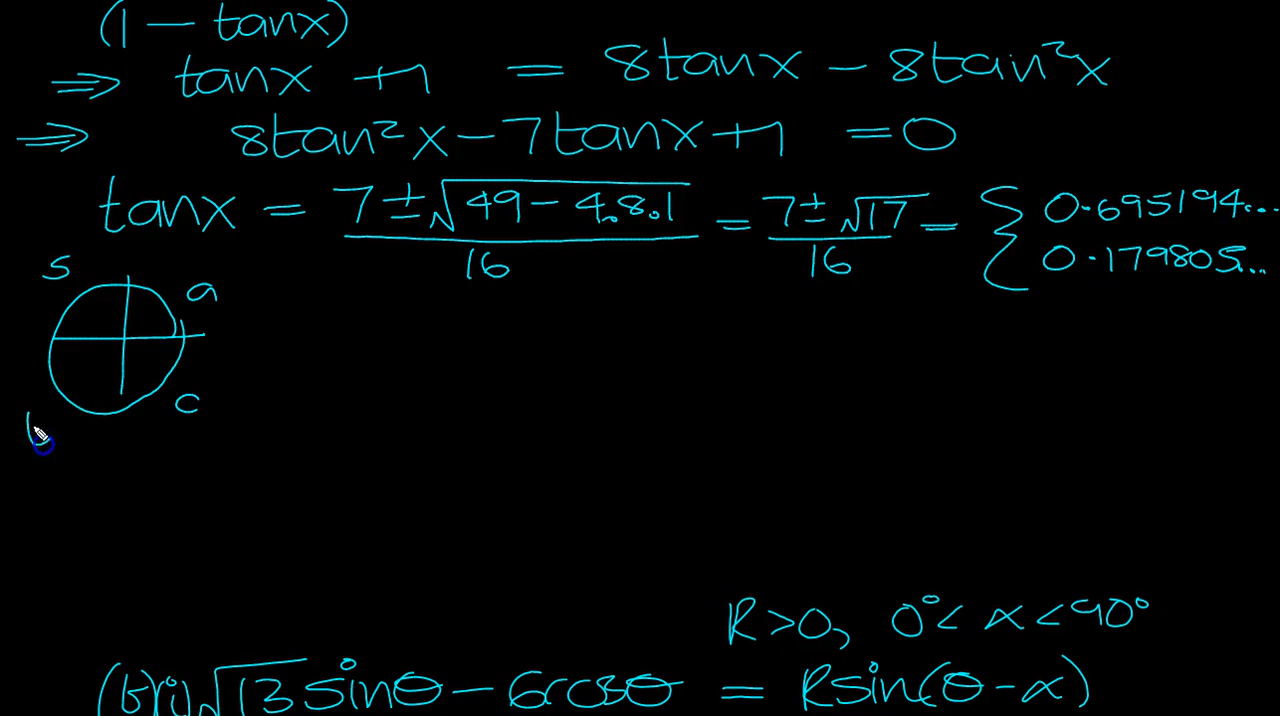 (1 − tanx)
⇒ tanx + 1 = 8tanx − 8tan²x
⇒ 8tan²x − 7tanx + 1 = 0
tanx = (7 ± √(49 − 4.8.1))/16 = (7 ± √17)/16 = { 0.695194... 0.179805...
s
a
c
R>0, 0° < α < 90°
(b)(i) √13 sinθ − 6cosθ = Rsin(θ − α)